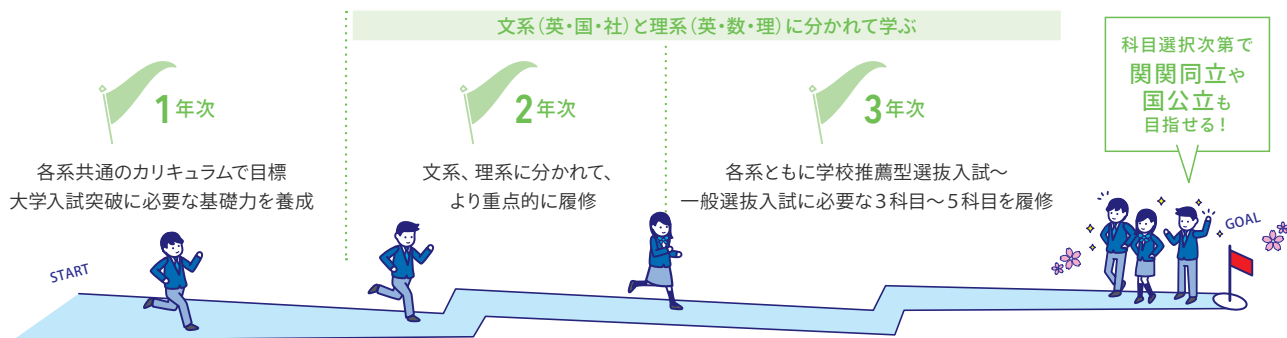 文系（英・国・社）と理系（英・数・理）に分かれて学ぶ
1年次
各系共通のカリキュラムで目標
大学入試突破に必要な基礎力を養成
2年次
文系、理系に分かれて、
より重点的に履修
3年次
各系ともに学校推薦型選抜入試～
一般選抜入試に必要な３科目～５科目を履修
科目選択次第で
関関同立や
国公立も
目指せる！
START
GOAL